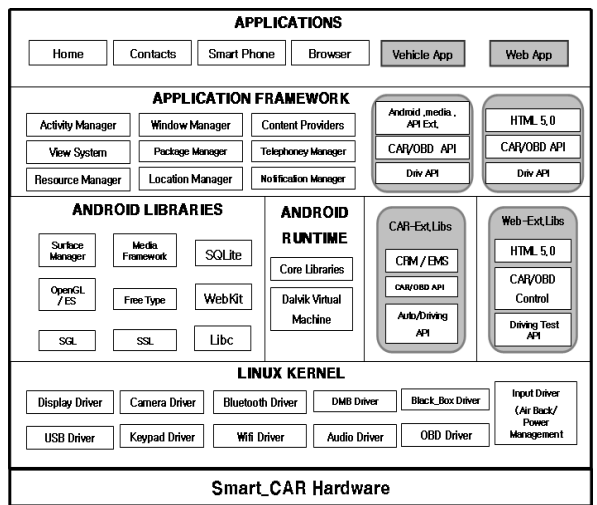 APPLICATIONS
Home
Contacts
Smart Phone
Browser
Vehicle App
Web App
APPLICATION FRAMEWORK
Activity Manager
Window Manager
Content Providers
View System
Package Manager
Telephoney Manager
Resource Manager
Location Manager
Notification Manager
Android .media .
API Ext.
CAR/OBD API
Driv API
HTML 5,0
CAR/OBD API
Driv API
ANDROID LIBRARIES
Surface
Manager
Media
Framework
SQLite
OpenGL
/ ES
Free Type
WebKit
SGL
SSL
Libc
ANDROID
RUNTIME
Core Libraries
Dalvik Virtual
Machine
CAR-Ext,Libs
CRM / EMS
CAR/OBD API
Auto/Driving
API
Web-Ext,Libs
HTML 5,0
CAR/OBD
Control
Driving Test
API
LINUX KERNEL
Display Driver
Camera Driver
Bluetooth Driver
DMB Driver
Black_Box Driver
Input Driver
(Air Back/
Power
Management
USB Driver
Keypad Driver
Wifi Driver
Audio Driver
OBD Driver
Smart_CAR Hardware